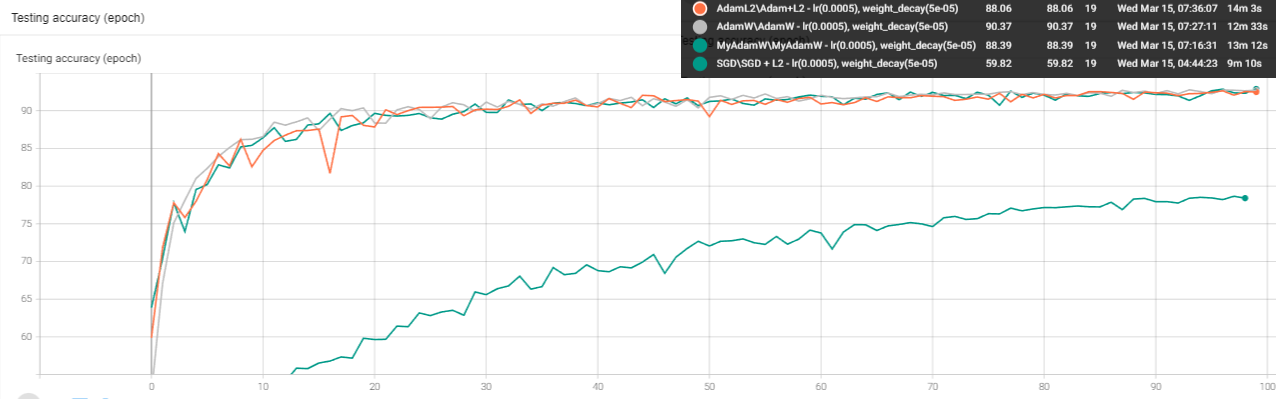 Testing accuracy (epoch)
AdamL2\Adam+L2 - lr(0.0005), weight_decay(5e-05) 88.06 88.06 19 Wed Mar 15, 07:36:07 14m 3s
AdamW\AdamW - lr(0.0005), weight_decay(5e-05) 90.37 90.37 19 Wed Mar 15, 07:27:11 12m 33s
MyAdamW\MyAdamW - lr(0.0005), weight_decay(5e-05) 88.39 88.39 19 Wed Mar 15, 07:16:31 13m 12s
SGD\SGD + L2 - lr(0.0005), weight_decay(5e-05) 59.82 59.82 19 Wed Mar 15, 04:44:23 9m 10s
Testing accuracy (epoch)
90
85
80
75
70
65
60
0 10 20 30 40 50 60 70 80 90 100